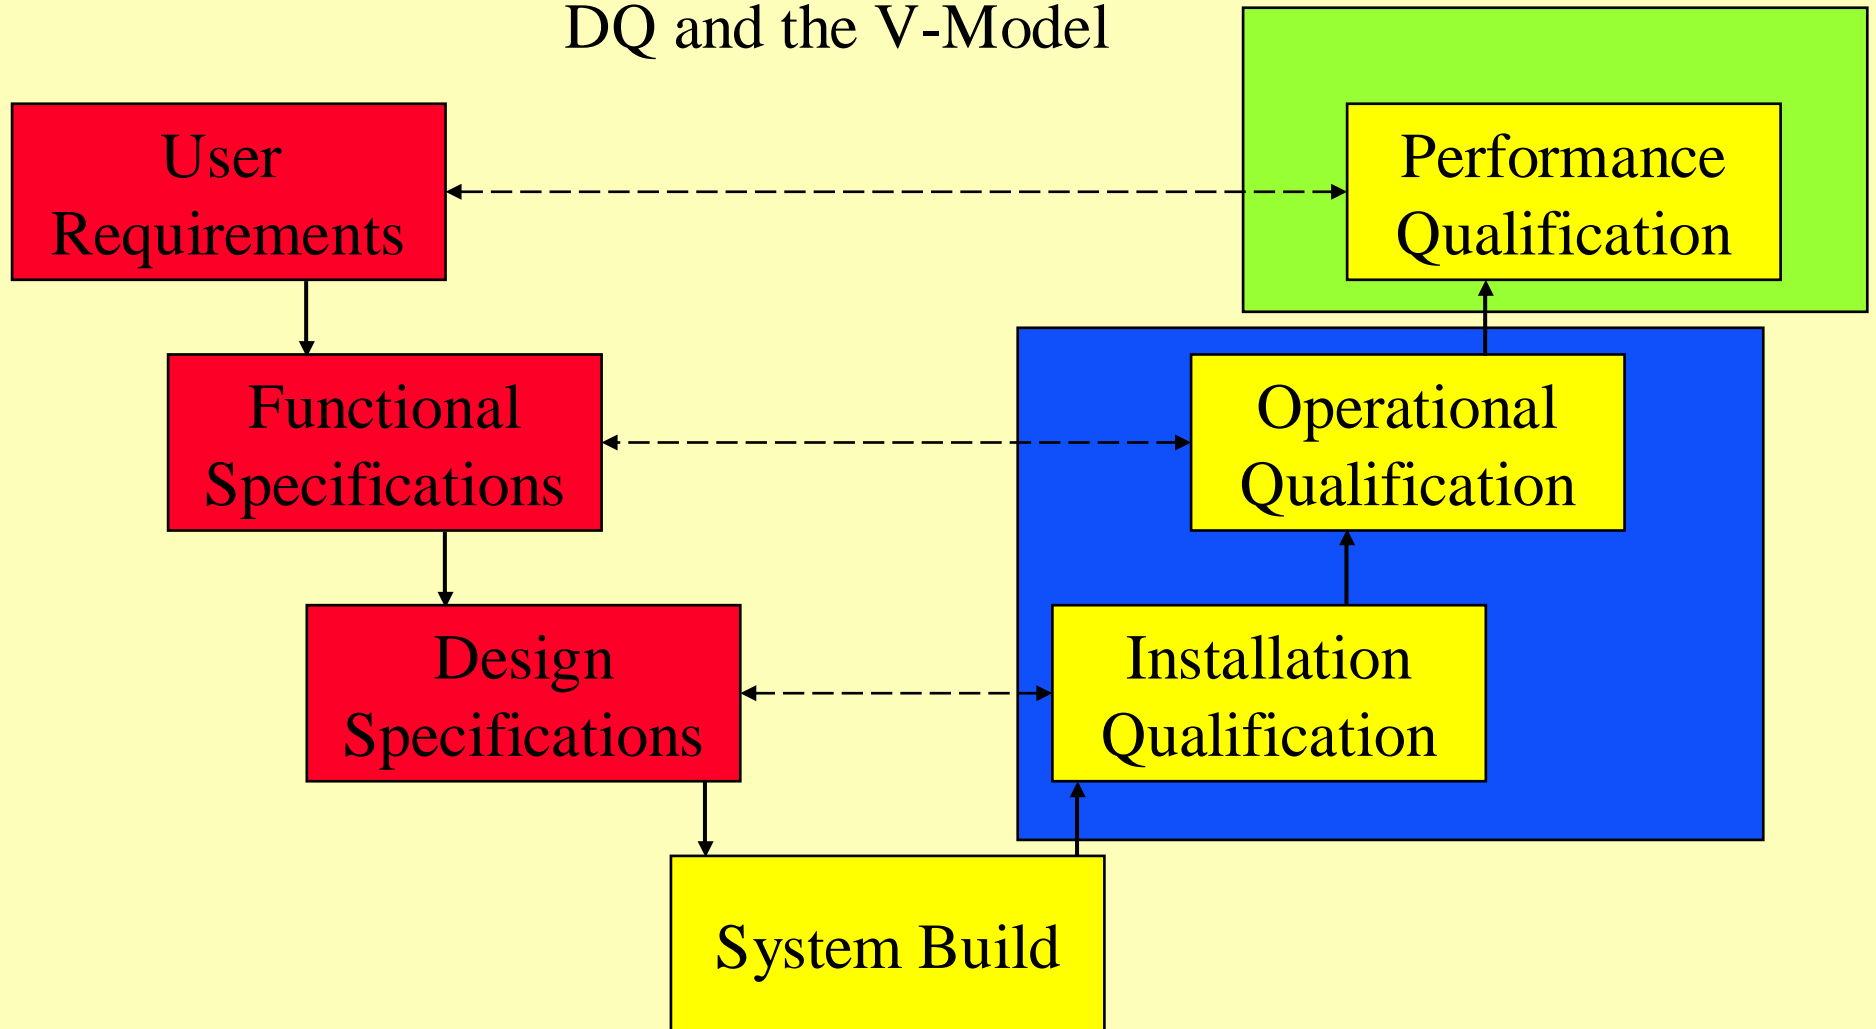 DQ and the V-Model
User
Requirements
Performance
Qualification
Functional
Specifications
Operational
Qualification
Design
Specifications
Installation
Qualification
System Build